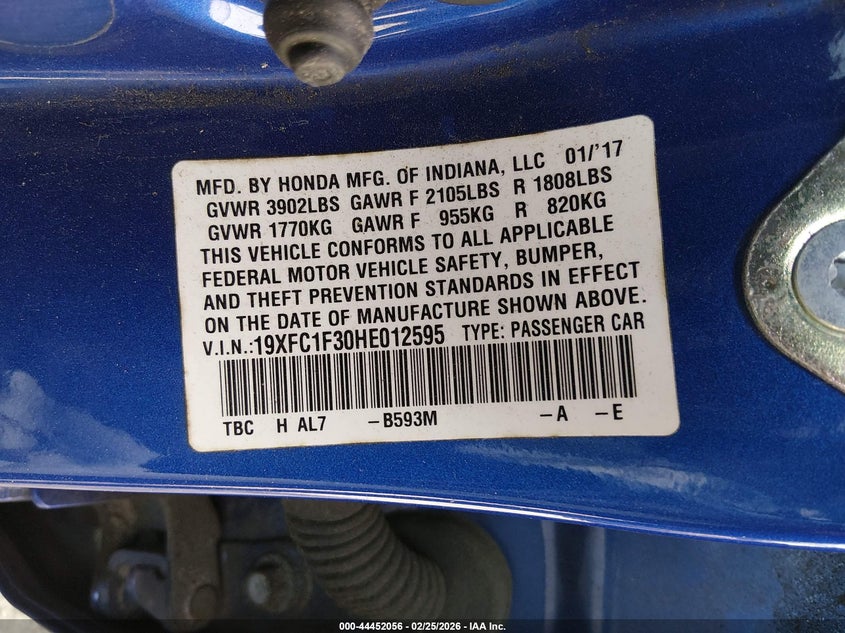 MFD. BY HONDA MFG. OF INDIANA, LLC 01/'17
GVWR 3902LBS GAWR F 2105LBS R 1808LBS
GVWR 1770KG GAWR F 955KG R 820KG
THIS VEHICLE CONFORMS TO ALL APPLICABLE
FEDERAL MOTOR VEHICLE SAFETY, BUMPER,
AND THEFT PREVENTION STANDARDS IN EFFECT
ON THE DATE OF MANUFACTURE SHOWN ABOVE.
V.I.N.:19XFC1F30HE012595 TYPE: PASSENGER CAR
TBC H AL7 -B593M -A -E
000-44452056 - 02/25/2026 - IAA Inc.